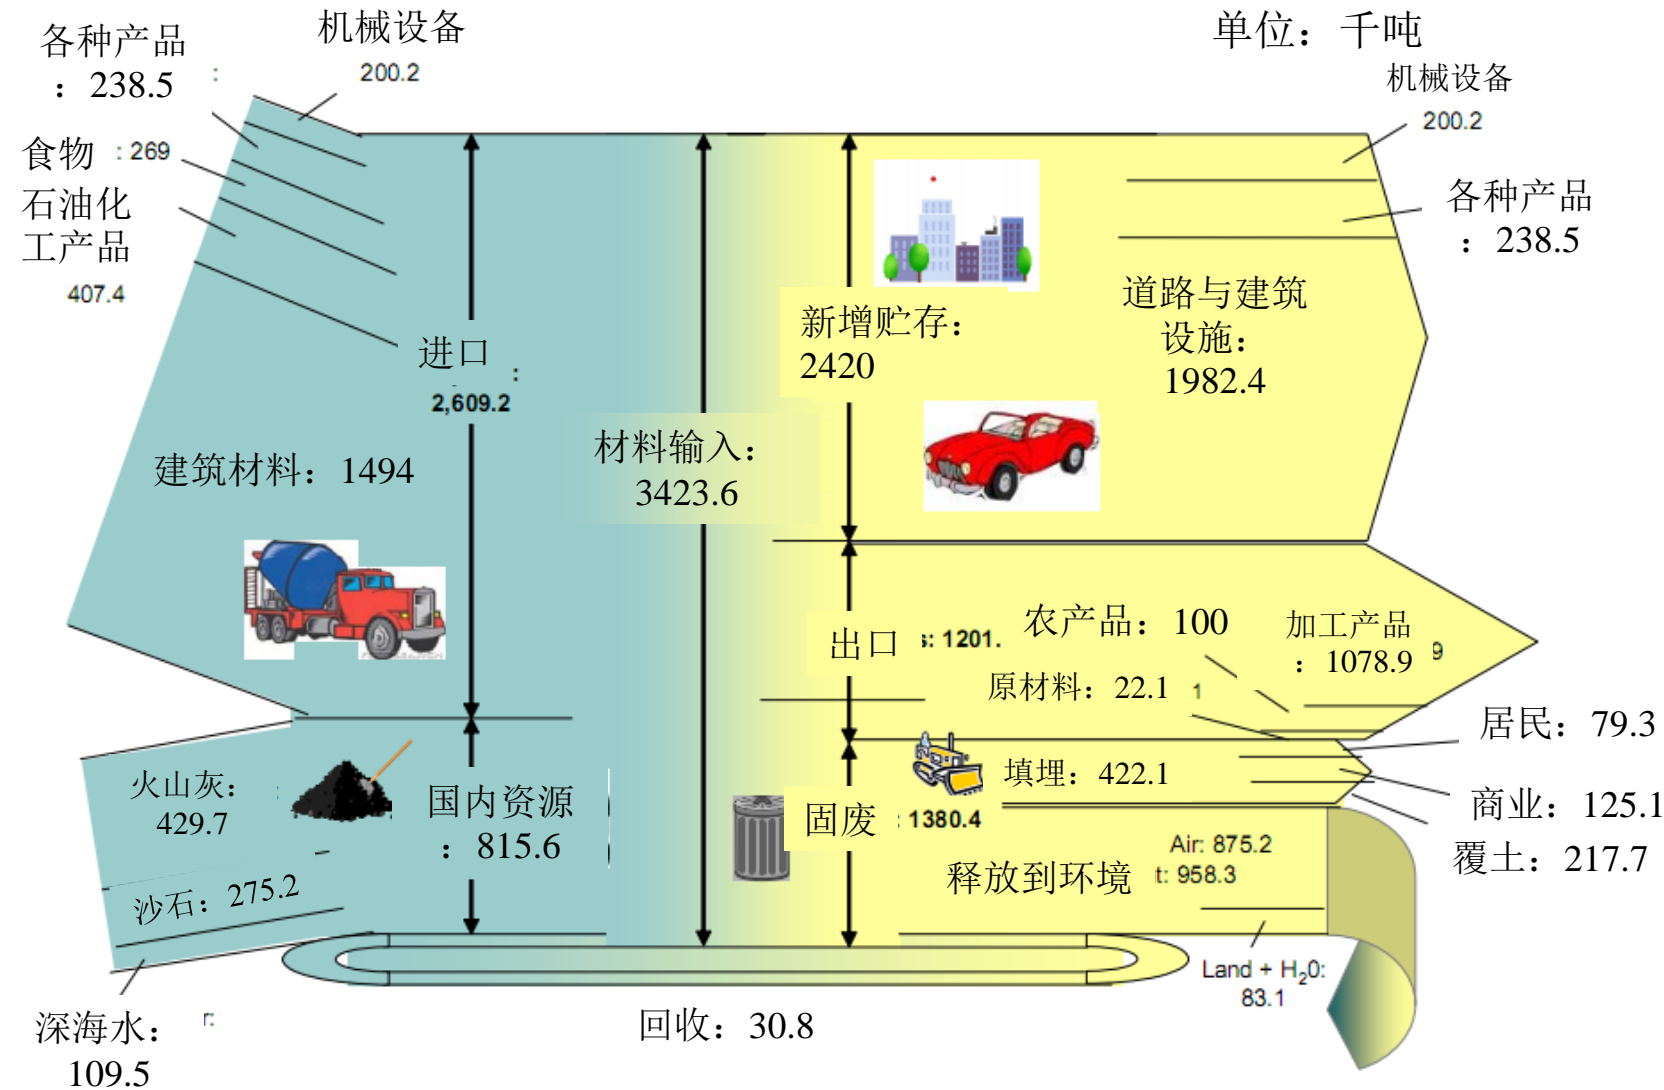 单位：千吨
各种产品
：238.5
:
机械设备
200.2
食物 : 269
石油化
工产品
407.4
进口
:
2,609.2
建筑材料：1494
材料输入：
3423.6
火山灰：
429.7
国内资源
：815.6
沙石：275.2
深海水：
109.5
r:
回收：30.8
新增贮存：
2420
机械设备
200.2
各种产品
：238.5
道路与建筑
设施：
1982.4
出口 s: 1201.
农产品：100
加工产品
：1078.9
9
原材料：22.1
1
居民：79.3
填埋：422.1
商业：125.1
覆土：217.7
固废 : 1380.4
Air: 875.2
释放到环境 t: 958.3
Land + H₂0:
83.1